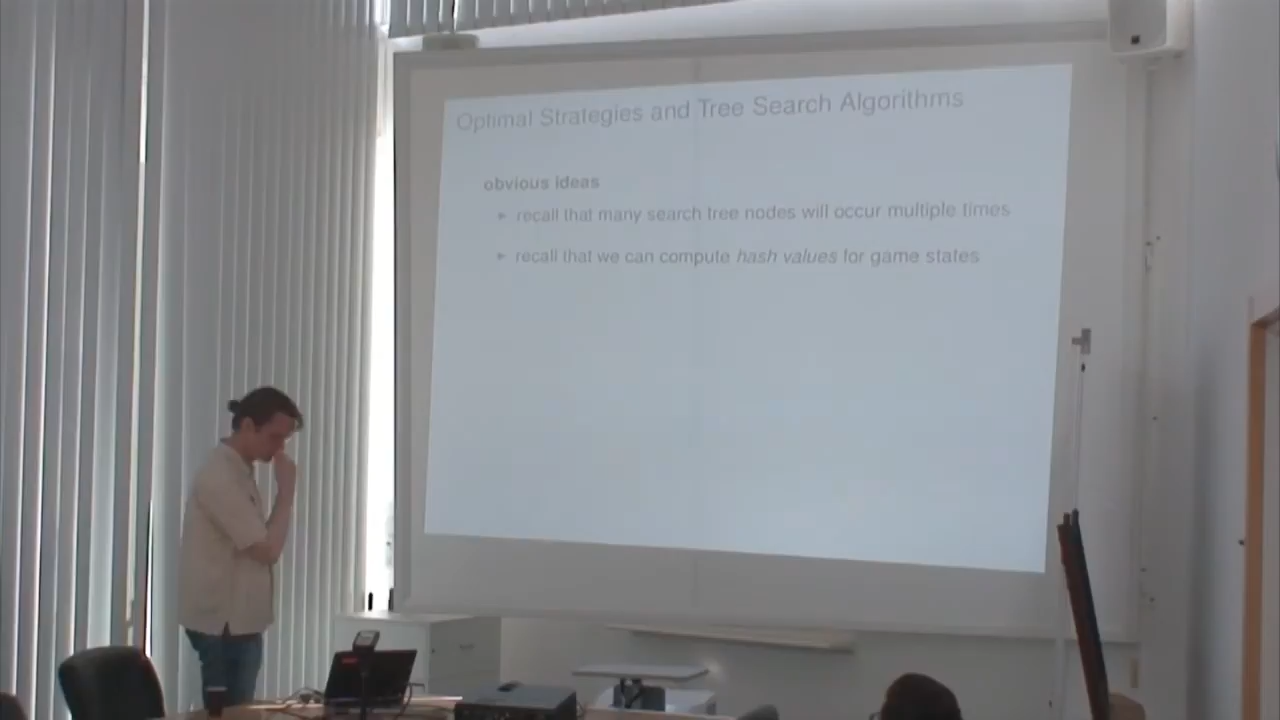 Optimal Strategies and Tree Search Algorithms
obvious ideas
recall that many search tree nodes will occur multiple times
recall that we can compute hash values for game states